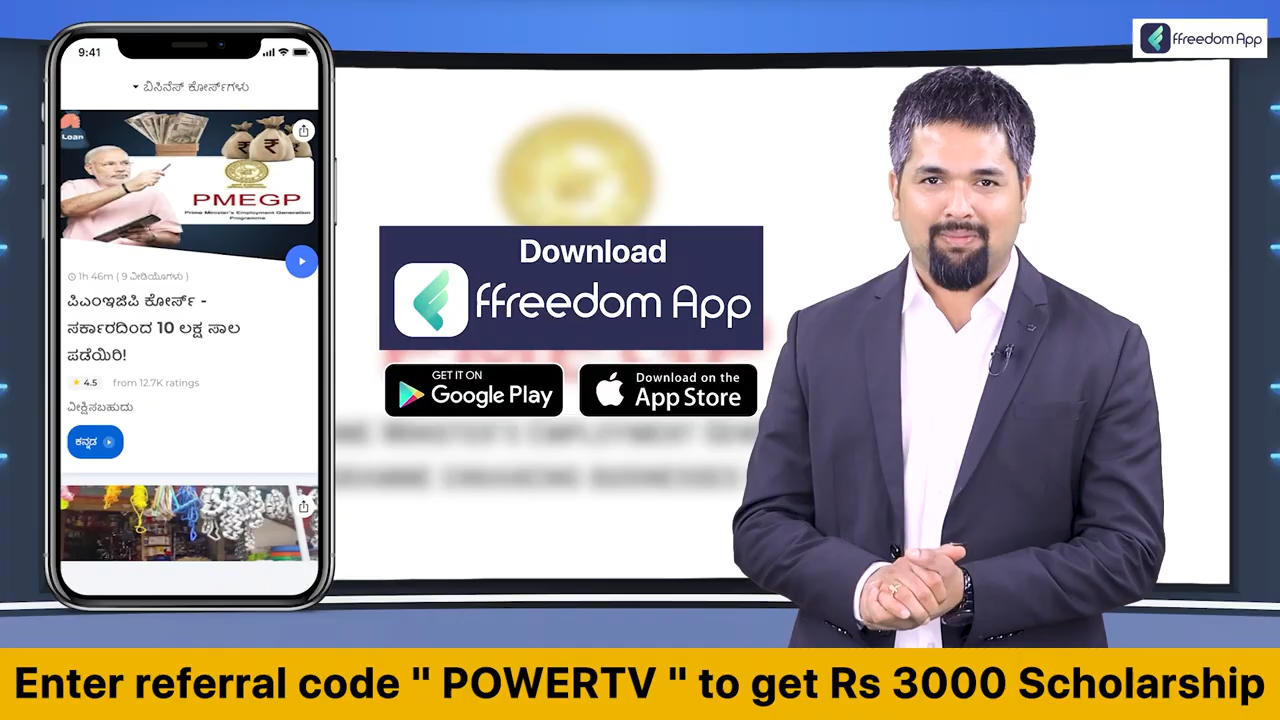 9:41
ಬಿಸಿನೆಸ್ ಕೋರ್ಸ್‌ಗಳು
Loan
PMEGP
Prime Minister's Employment Generation
Programme
1h 46m ( 9 ವೀಡಿಯೊಗಳು )
ಪಿಎಂಇಜಿಪಿ ಕೋರ್ಸ್ -
ಸರ್ಕಾರದಿಂದ 10 ಲಕ್ಷ ಸಾಲ
ಪಡೆಯಿರಿ!
4.5 from 12.7K ratings
ವೀಕ್ಷಿಸಬಹುದು
ಕನ್ನಡ
Download
ffreedom App
GET IT ON
Google Play
Download on the
App Store
ffreedom App
Enter referral code " POWERTV " to get Rs 3000 Scholarship